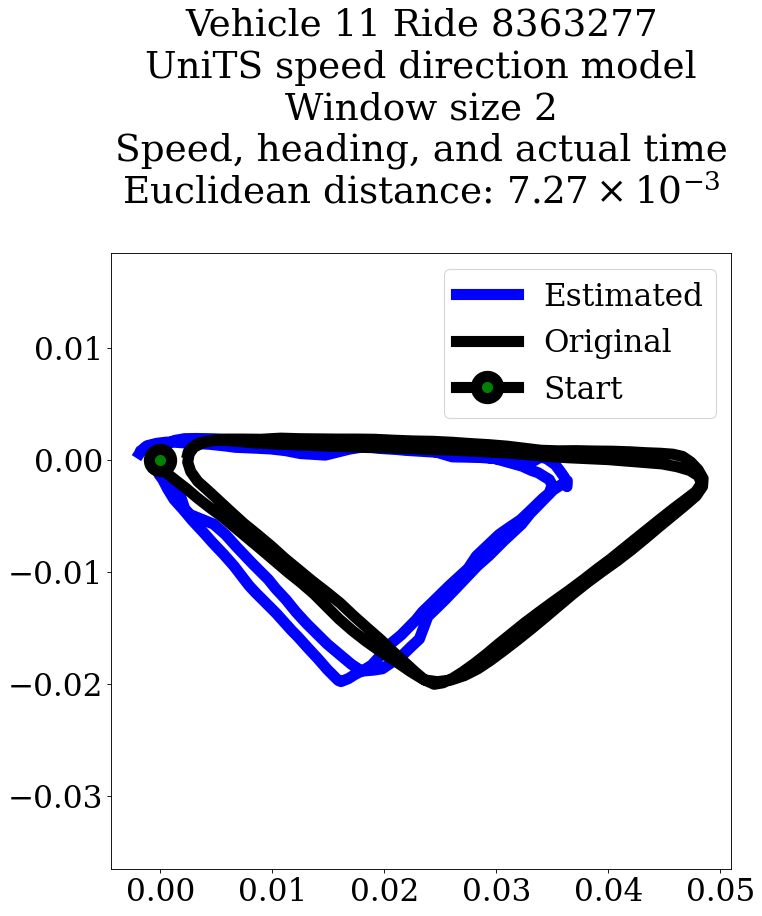 Vehicle 11 Ride 8363277
UniTS speed direction model
Window size 2
Speed, heading, and actual time
Euclidean distance: 7.27 × 10⁻³
Estimated
Original
Start
0.01
0.00
−0.01
−0.02
−0.03
0.00 0.01 0.02 0.03 0.04 0.05